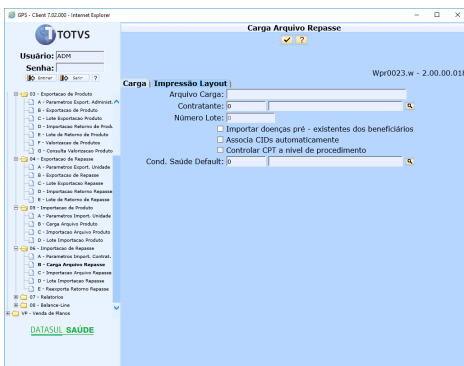 GPS - Client 7.02.000 - Internet Explorer
TOTVS
Usuário: ADM
Senha:
Entrar Sair ?
03 - Exportacao de Produto
A - Parametros Export. Administ.
B - Exportacao de Produto
C - Lote Exportacao Produto
D - Importacao Retorno de Prod.
E - Lote de Retorno de Produto
F - Valorizacao de Produtos
G - Consulta Valorizacao Produto
04 - Exportacao de Repasse
A - Parametros Export. Unidade
B - Exportacao de Repasse
C - Lote Exportacao Repasse
D - Importacao Retorno Repasse
E - Lote de Retorno de Repasse
05 - Importacao de Produto
A - Parametros Import. Unidade
B - Carga Arquivo Produto
C - Importacao Arquivo Produto
D - Lote Importacao Produto
06 - Importacao de Repasse
A - Parametros Import. Contrat.
B - Carga Arquivo Repasse
C - Importacao Arquivo Repasse
D - Lote Importacao Repasse
E - Reexporta Retorno Repasse
07 - Relatorios
08 - Balance-Line
VP - Venda de Planos
DATASUL SAÚDE
Carga Arquivo Repasse
?
Wpr0023.w - 2.00.00.018
Carga | Impressão Layout |
Arquivo Carga:
Contratante: 0
Número Lote: 0
Importar doenças pré - existentes dos beneficiários
Associa CIDs automaticamente
Controlar CPT a nivel de procedimento
Cond. Saúde Default: 0